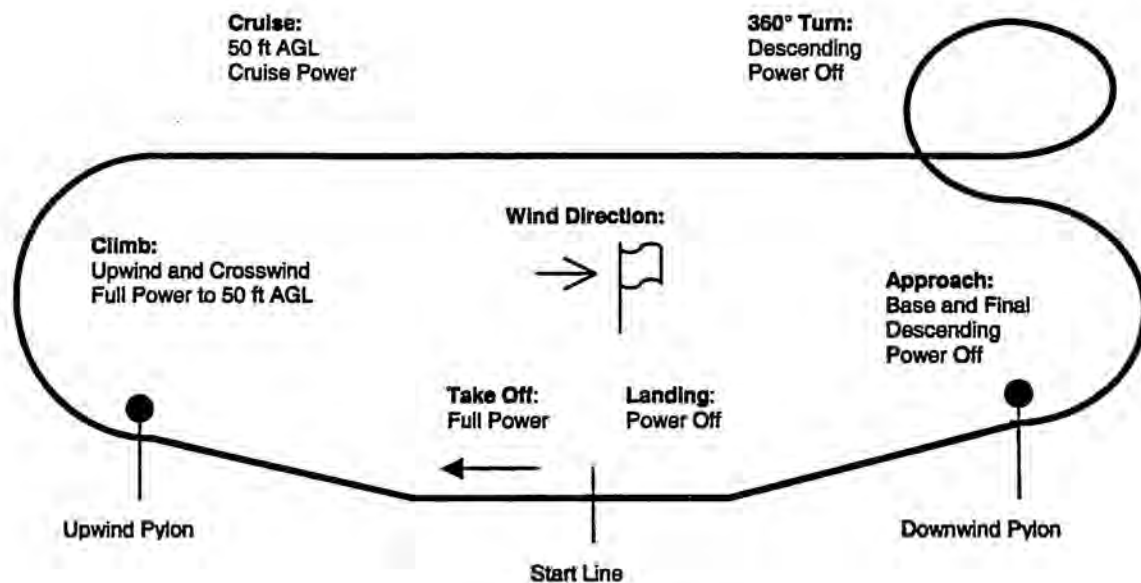 Cruise:
50 ft AGL
Cruise Power
360° Turn:
Descending
Power Off
Wind Direction:
Climb:
Upwind and Crosswind
Full Power to 50 ft AGL
Approach:
Base and Final
Descending
Power Off
Take Off:
Full Power
Landing:
Power Off
Upwind Pylon
Downwind Pylon
Start Line